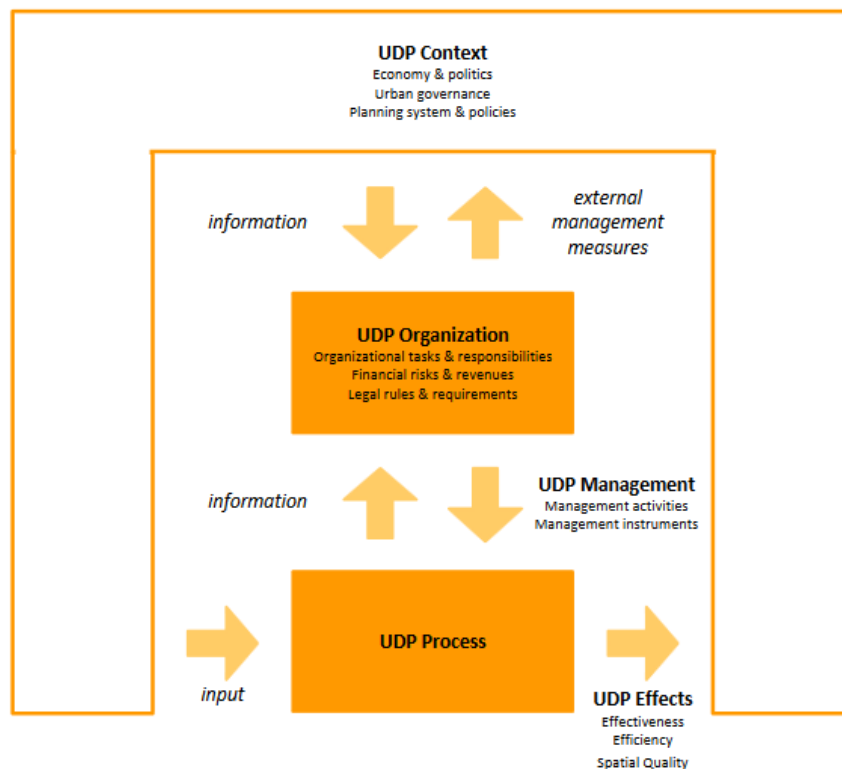 UDP Context
Economy & politics
Urban governance
Planning system & policies
information
external
management
measures
UDP Organization
Organizational tasks & responsibilities
Financial risks & revenues
Legal rules & requirements
information
UDP Management
Management activities
Management instruments
UDP Process
input
UDP Effects
Effectiveness
Efficiency
Spatial Quality